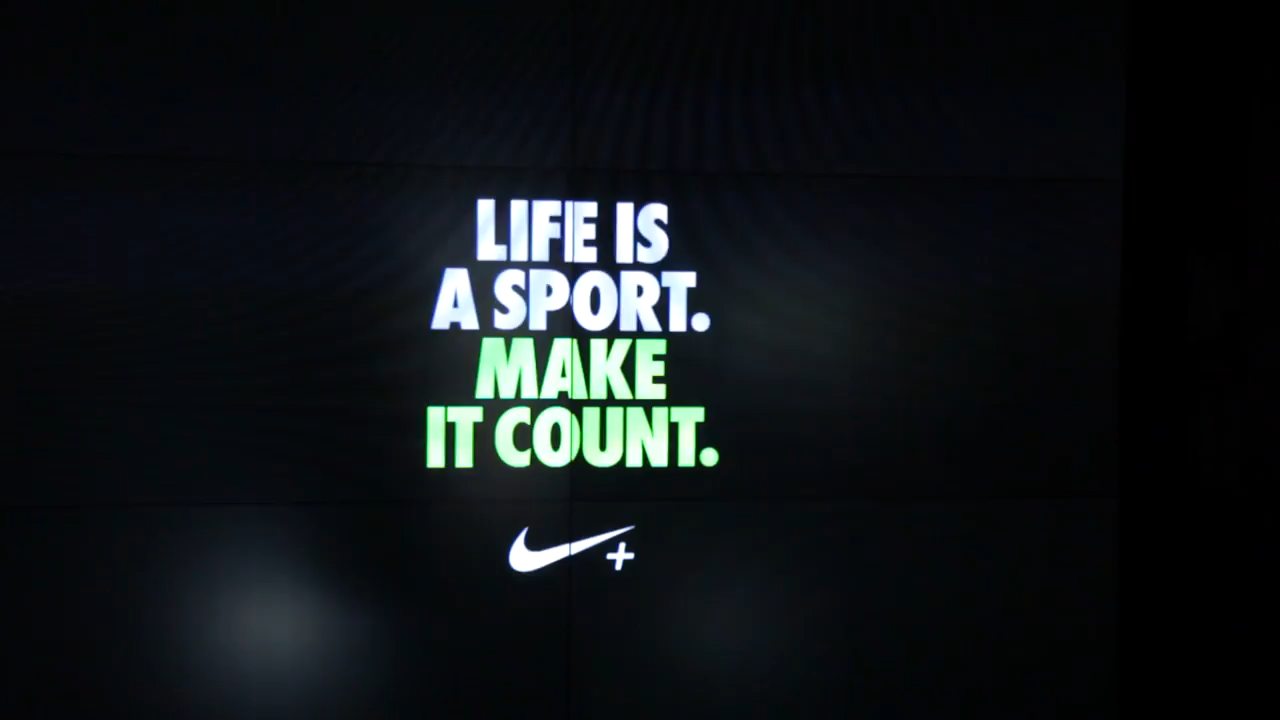 LIFE IS
A SPORT.
MAKE
IT COUNT.
+